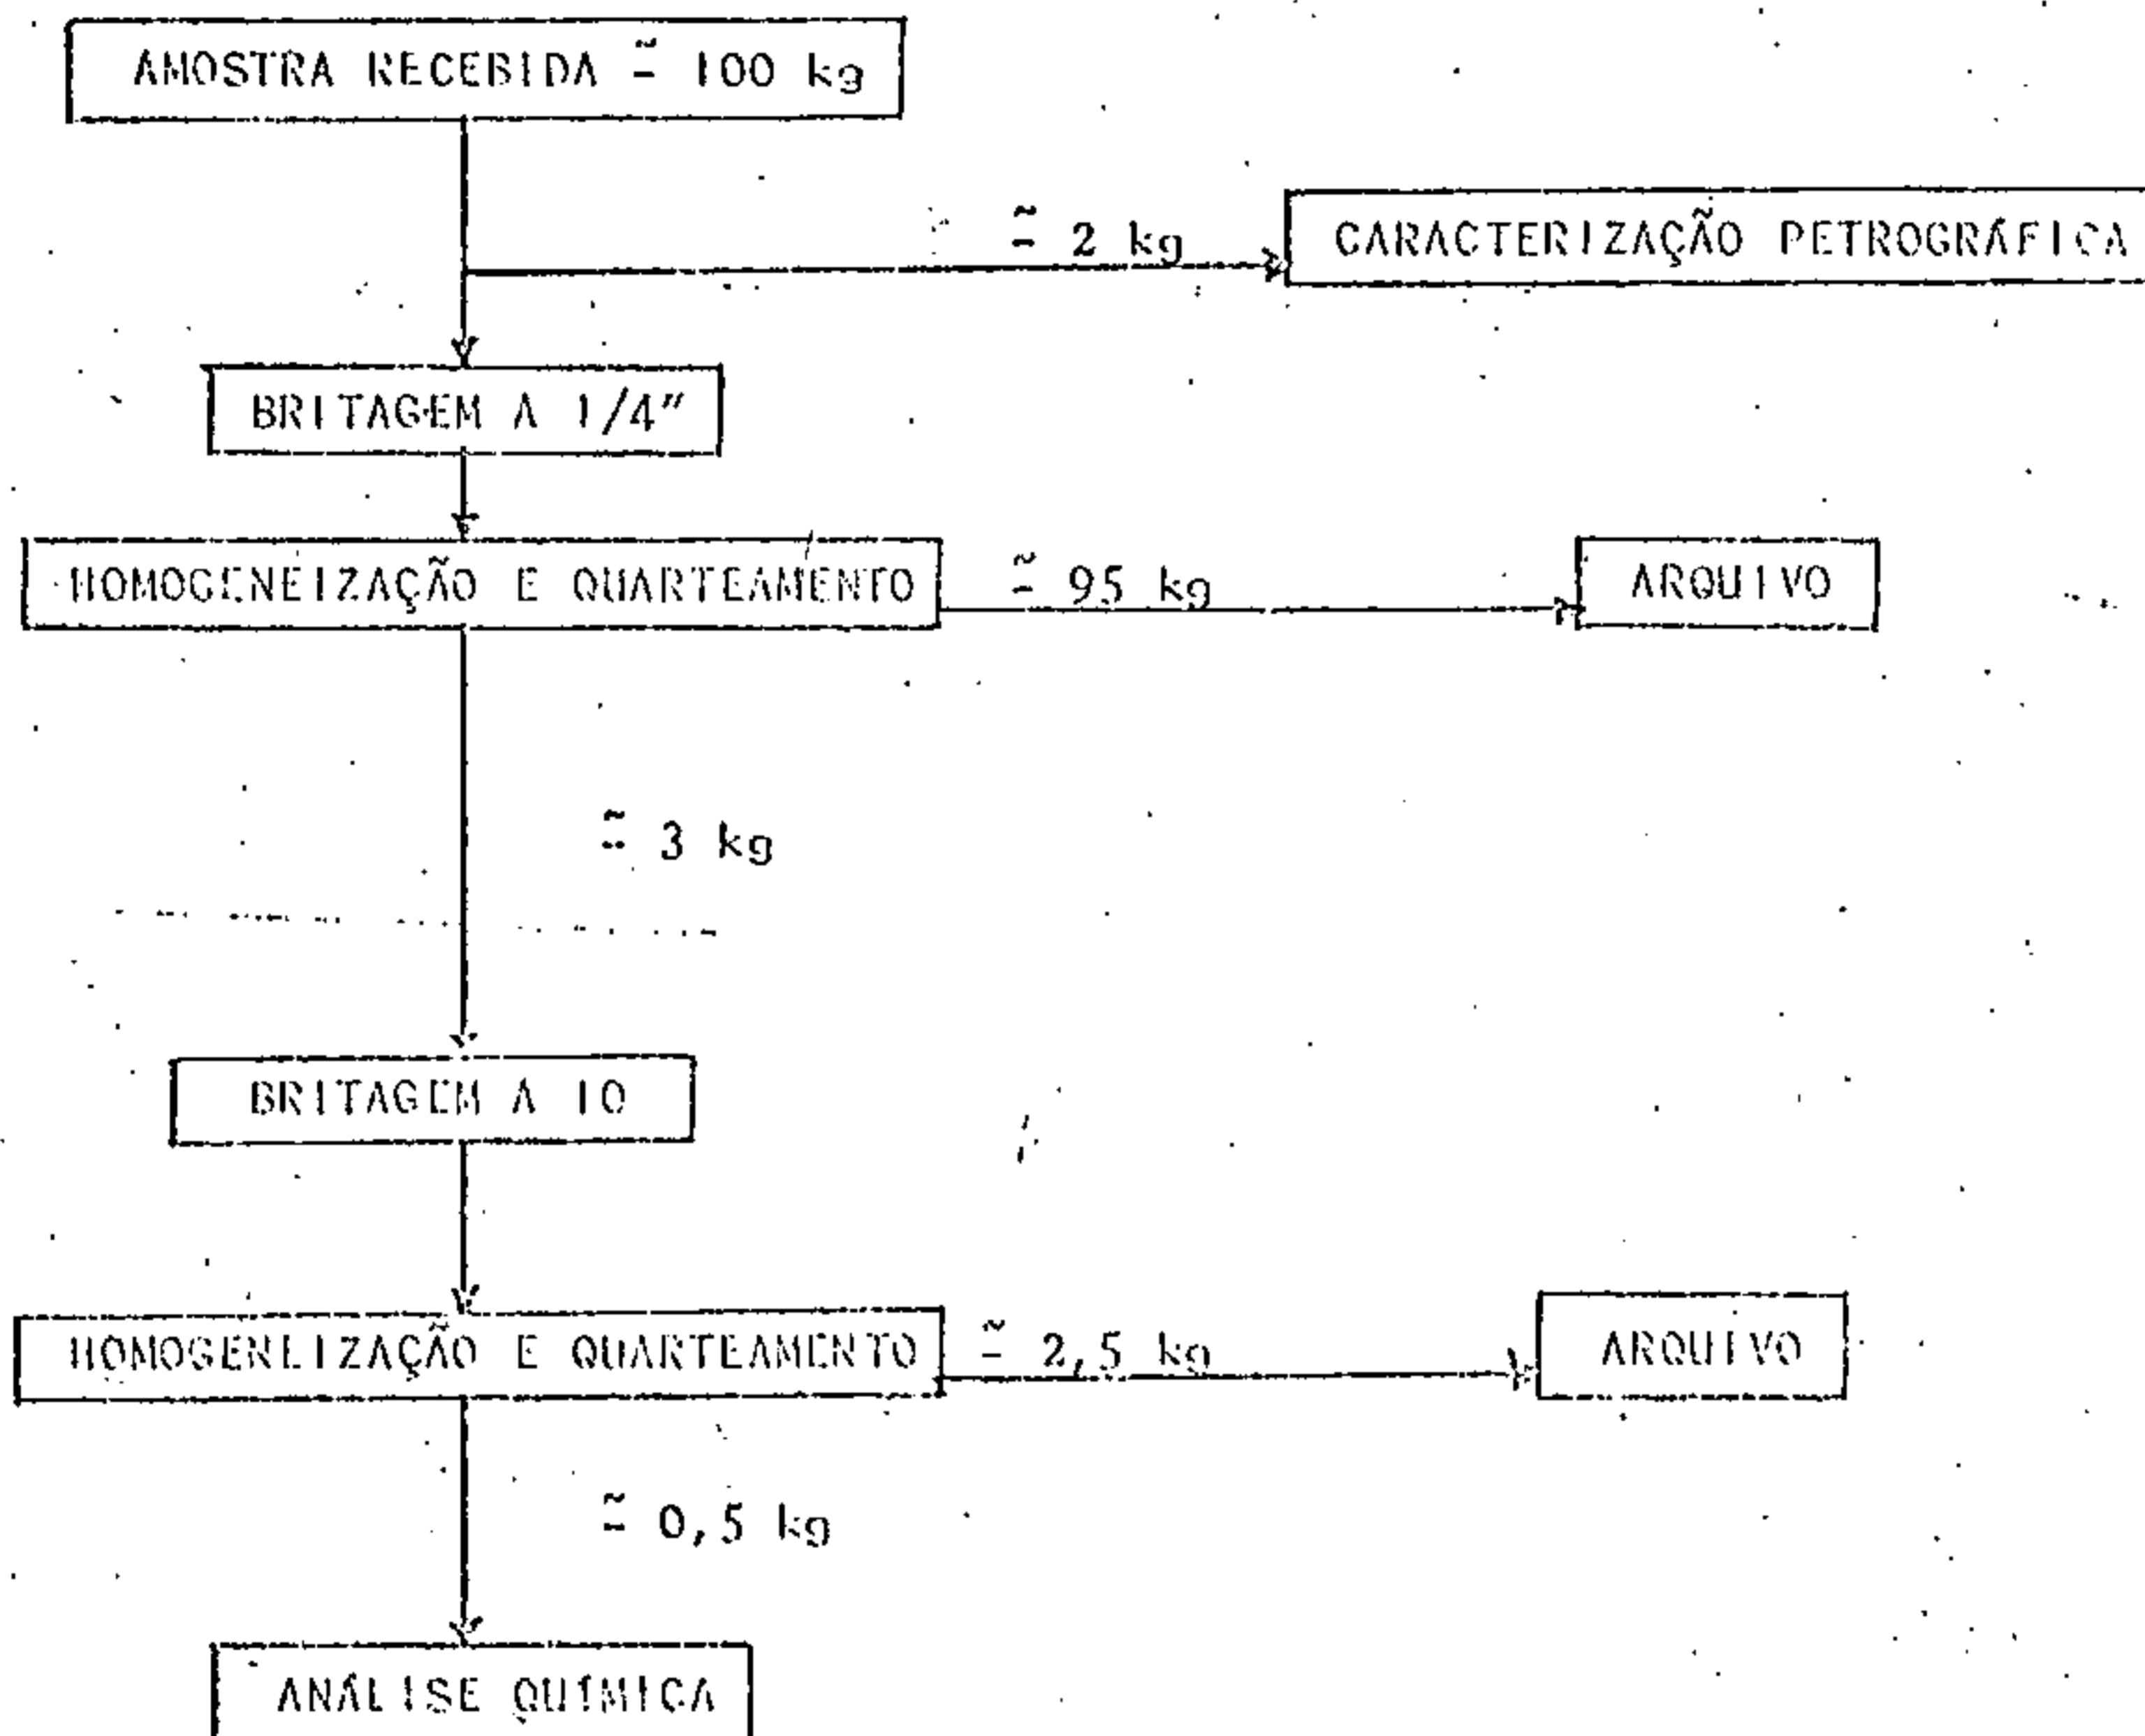 AMOSTRA RECEBIDA ≅ 100 kg
≅ 2 kg
CARACTERIZAÇÃO PETROGRÁFICA
BRITAGEM A 1/4"
HOMOGENEIZAÇÃO E QUARTEAMENTO
≅ 95 kg
ARQUIVO
≅ 3 kg
BRITAGEM A 10
HOMOGENEIZAÇÃO E QUARTEAMENTO
≅ 2,5 kg
ARQUIVO
≅ 0,5 kg
ANÁLISE QUÍMICA